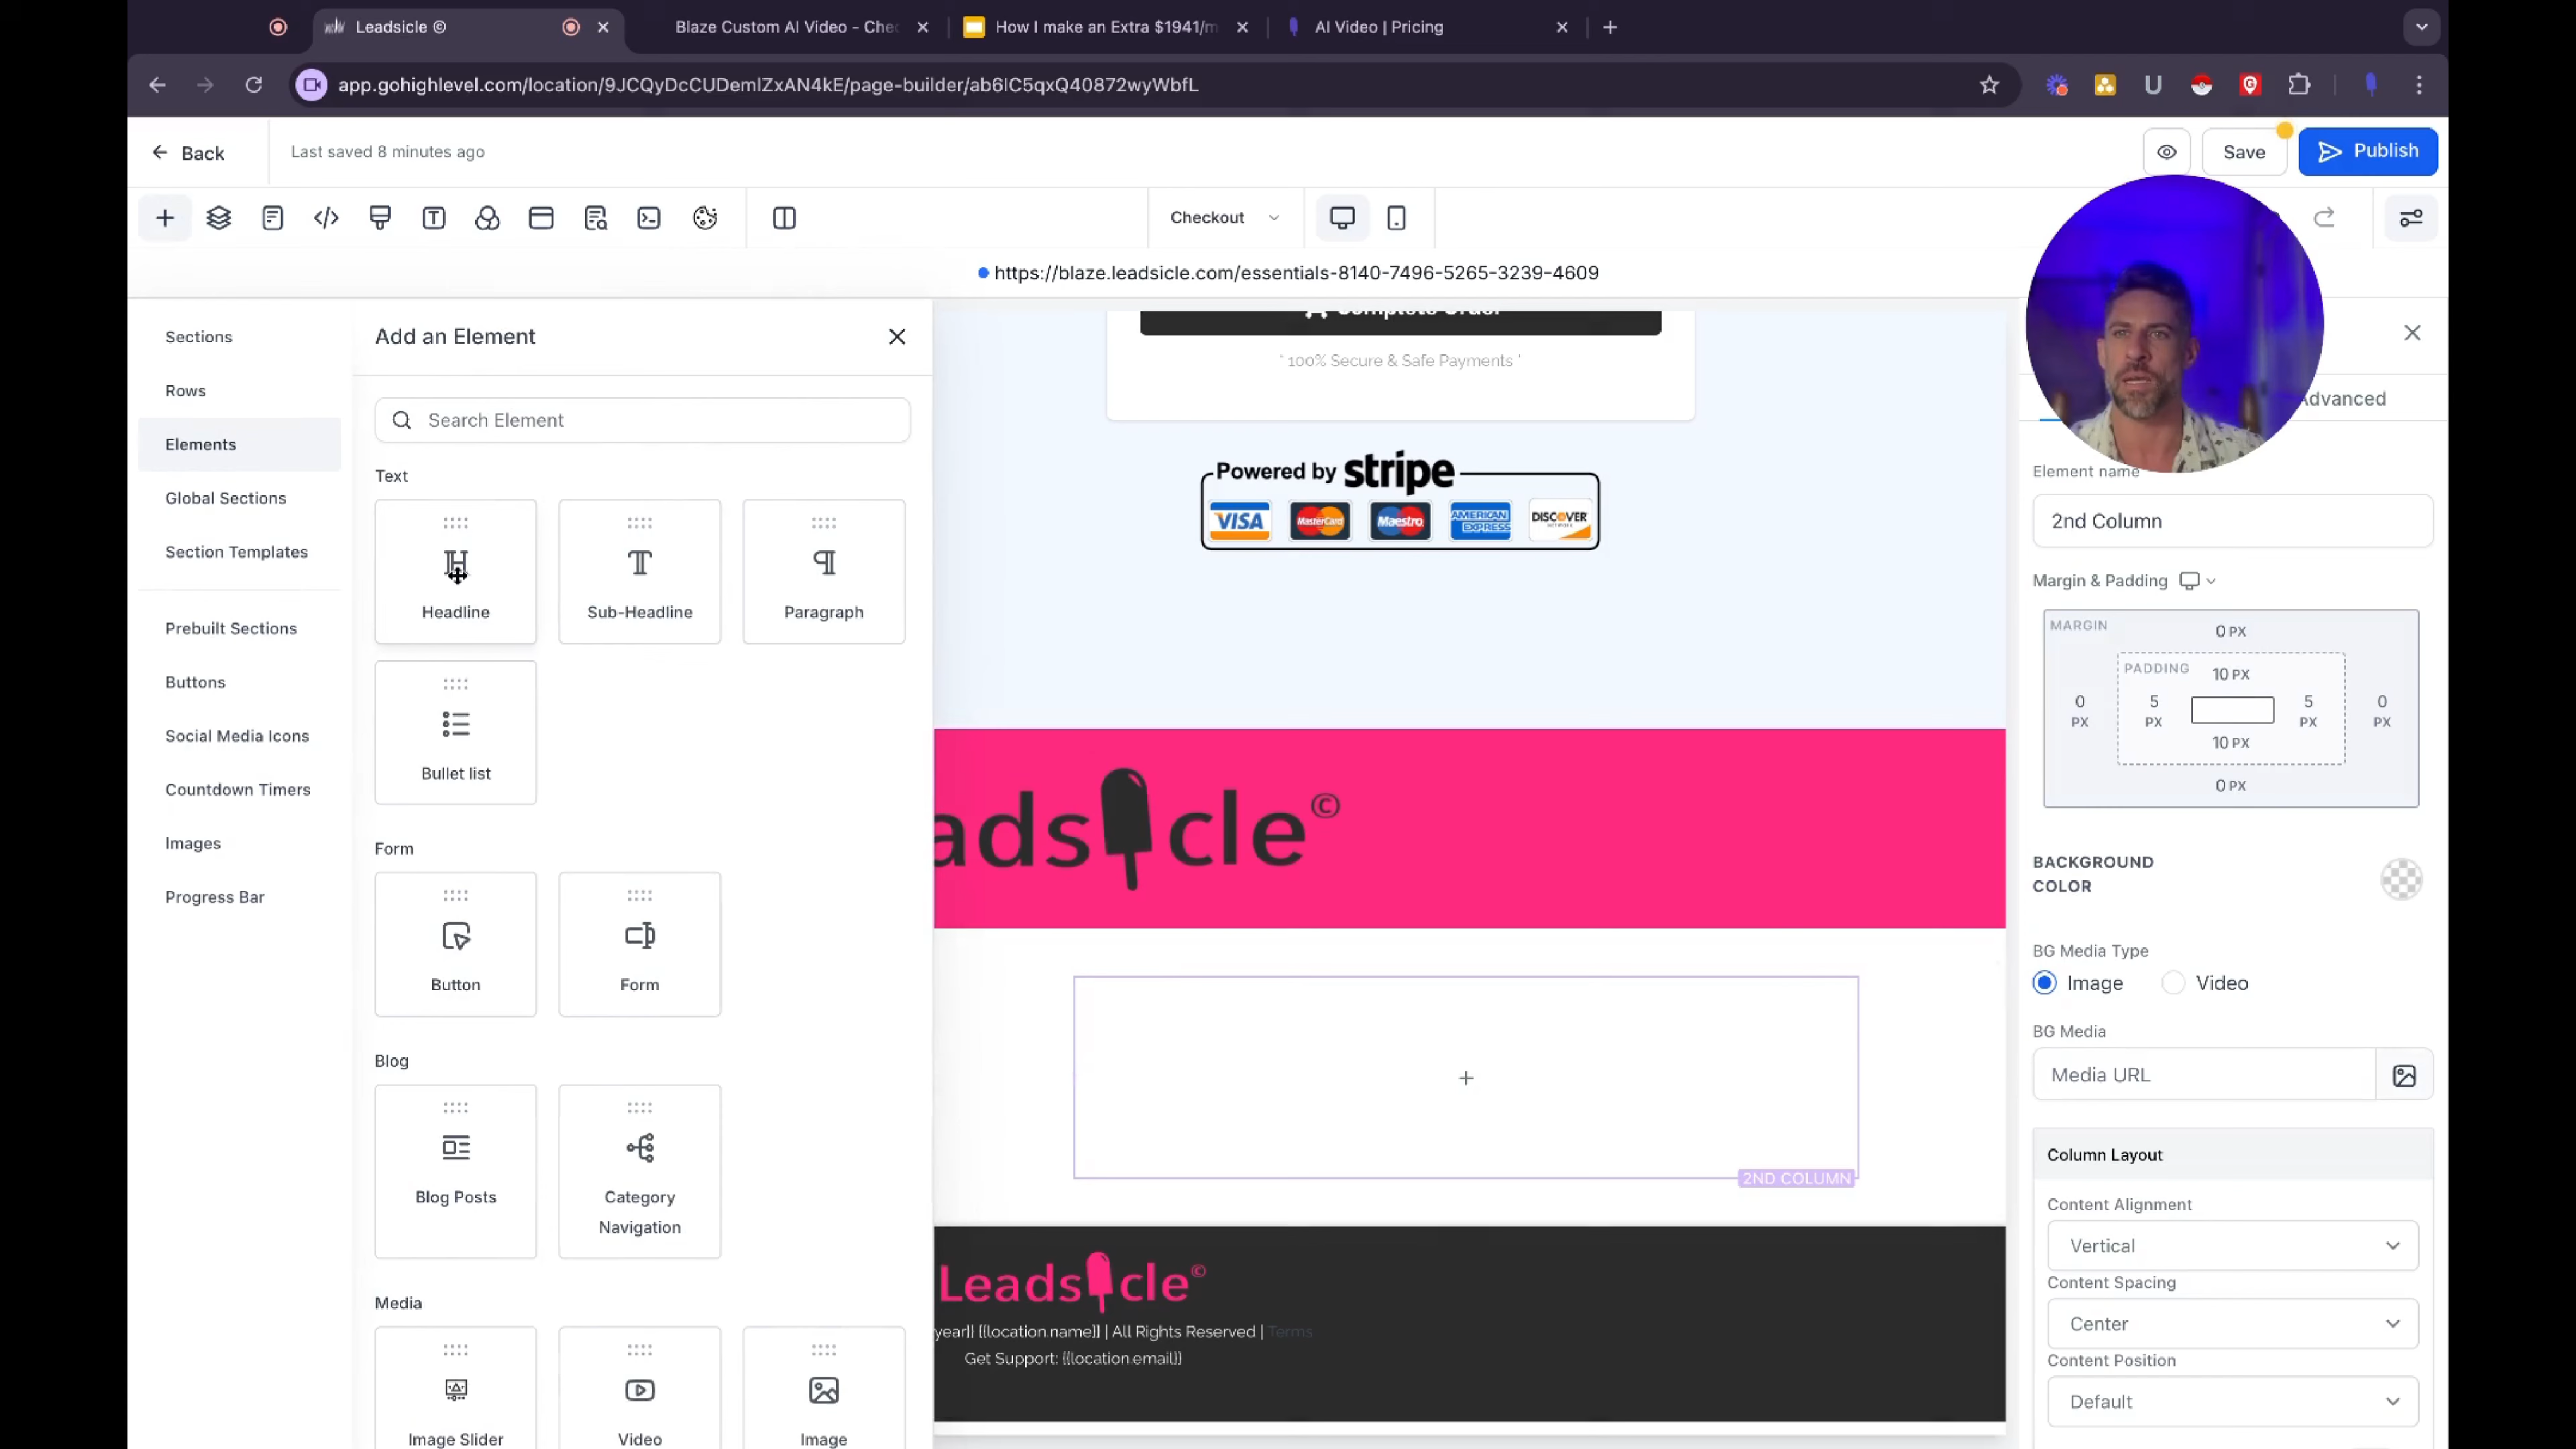 Leadsicle ©
Blaze Custom AI Video - Chec
How I make an Extra $1941/m
AI Video | Pricing
app.gohighlevel.com/location/9JCQyDcCUDemlZxAN4kE/page-builder/ab6IC5qxQ40872wyWbfL
Back
Last saved 8 minutes ago
Save
Publish
Checkout
https://blaze.leadsicle.com/essentials-8140-7496-5265-3239-4609
Sections
Rows
Elements
Global Sections
Section Templates
Prebuilt Sections
Buttons
Social Media Icons
Countdown Timers
Images
Progress Bar
Add an Element
Search Element
Text
Headline
Sub-Headline
Paragraph
Bullet list
Form
Button
Form
Blog
Blog Posts
Category
Navigation
Media
Image Slider
Video
Image
Complete Order
* 100% Secure & Safe Payments *
Powered by stripe
VISA
MasterCard
Maestro
AMERICAN EXPRESS
DISCOVER
adsicle©
2ND COLUMN
Leadsicle©
year}} {{location.name}} | All Rights Reserved | Terms
Get Support: {{location.email}}
Advanced
Element name
2nd Column
Margin & Padding
MARGIN
0 PX
PADDING
10 PX
0 PX
5 PX
5 PX
0 PX
10 PX
0 PX
BACKGROUND
COLOR
BG Media Type
Image
Video
BG Media
Media URL
Column Layout
Content Alignment
Vertical
Content Spacing
Center
Content Position
Default